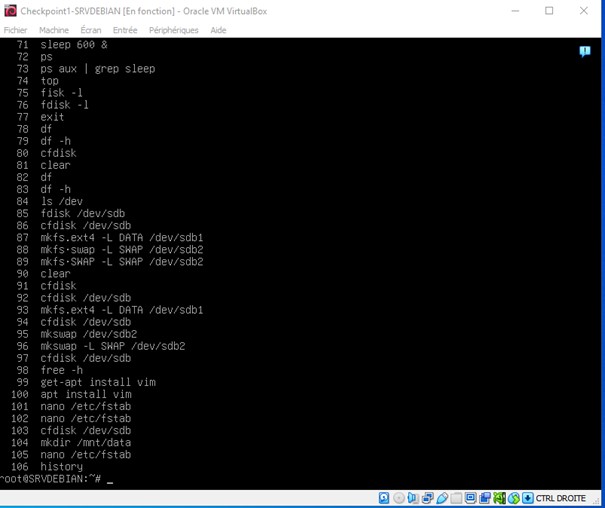 Checkpoint1-SRVDEBIAN [En fonction] - Oracle VM VirtualBox
Fichier Machine Écran Entrée Périphériques Aide
71 sleep 600 &
72 ps
73 ps aux | grep sleep
74 top
75 fisk -l
76 fdisk -l
77 exit
78 df
79 df -h
80 cfdisk
81 clear
82 df
83 df -h
84 ls /dev
85 fdisk /dev/sdb
86 cfdisk /dev/sdb
87 mkfs.ext4 -L DATA /dev/sdb1
88 mkfs·swap -L SWAP /dev/sdb2
89 mkfs·SWAP -L SWAP /dev/sdb2
90 clear
91 cfdisk
92 cfdisk /dev/sdb
93 mkfs.ext4 -L DATA /dev/sdb1
94 cfdisk /dev/sdb
95 mkswap /dev/sdb2
96 mkswap -L SWAP /dev/sdb2
97 cfdisk /dev/sdb
98 free -h
99 get-apt install vim
100 apt install vim
101 nano /etc/fstab
102 nano /etc/fstab
103 cfdisk /dev/sdb
104 mkdir /mnt/data
105 nano /etc/fstab
106 history
root@SRVDEBIAN:~# _
CTRL DROITE